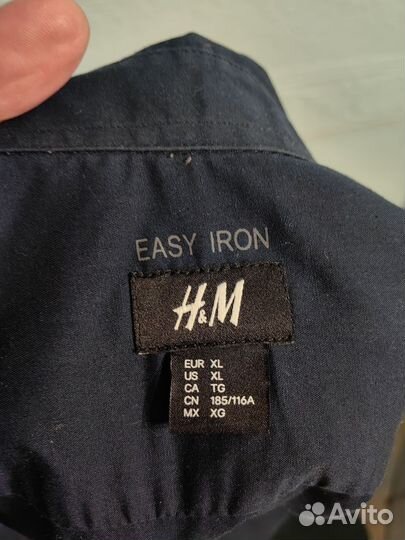 EASY IRON
H&M
EUR XL
US XL
CA TG
CN 185/116A
MX XG
Avito